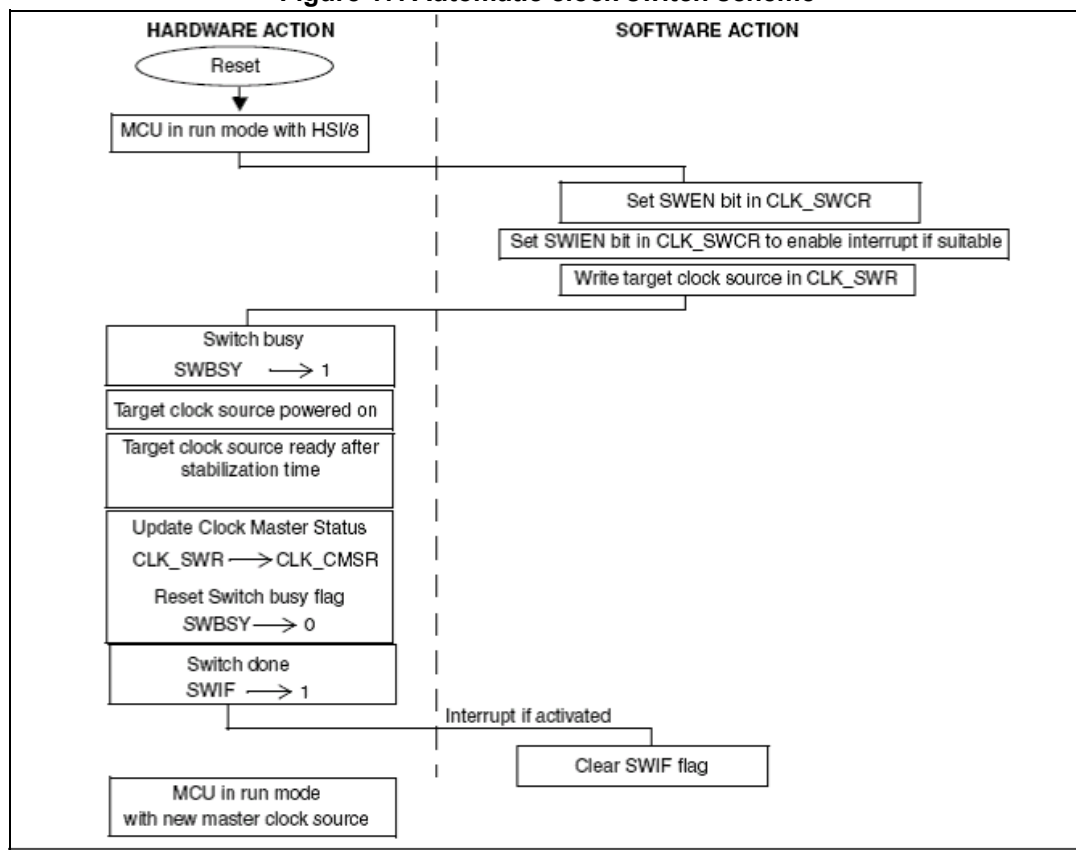 HARDWARE ACTION
SOFTWARE ACTION
Reset
MCU in run mode with HSI/8
Set SWEN bit in CLK_SWCR
Set SWIEN bit in CLK_SWCR to enable interrupt if suitable
Write target clock source in CLK_SWR
Switch busy
SWBSY → 1
Target clock source powered on
Target clock source ready after
stabilization time
Update Clock Master Status
CLK_SWR → CLK_CMSR
Reset Switch busy flag
SWBSY → 0
Switch done
SWIF → 1
Interrupt if activated
Clear SWIF flag
MCU in run mode
with new master clock source